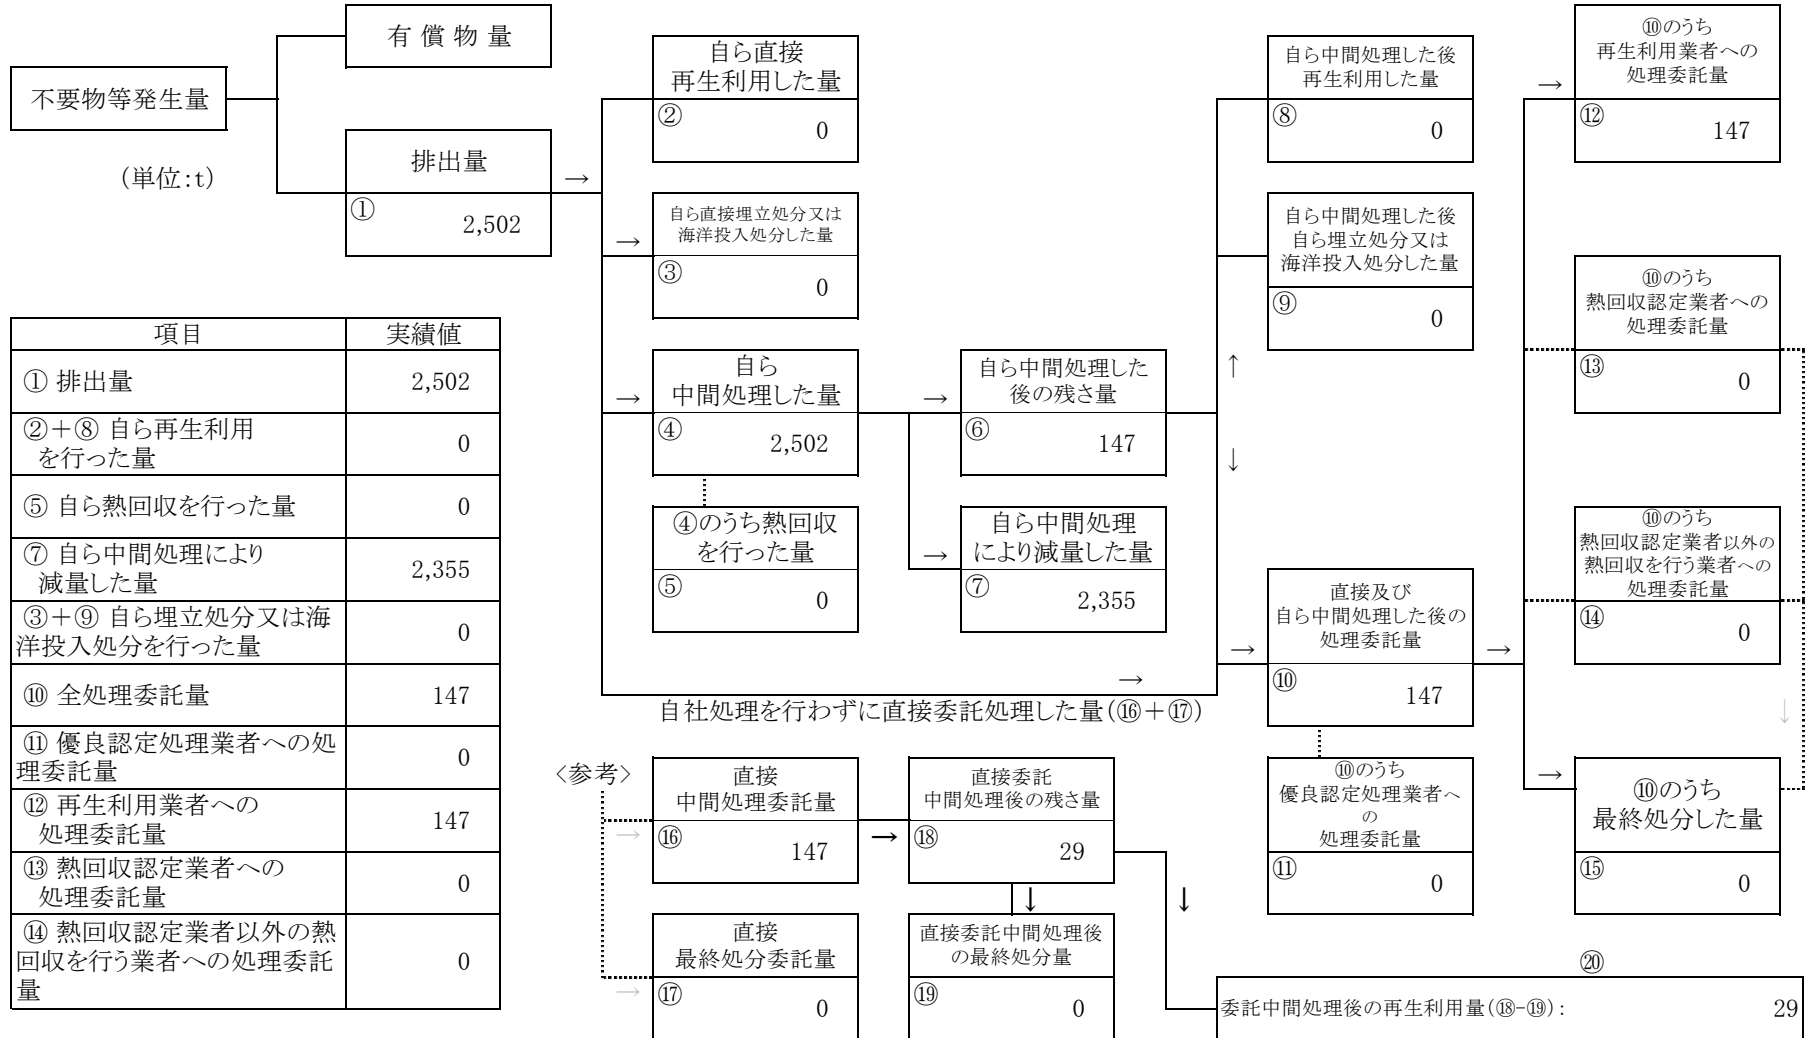 不要物等発生量
(単位:t)
有 償 物 量
排出量
①
2,502
→
自ら直接
再生利用した量
②
0
→
自ら直接埋立処分又は
海洋投入処分した量
③
0
→
自ら
中間処理した量
④
2,502
④のうち熱回収
を行った量
⑤
0
→
自ら中間処理した
後の残さ量
⑥
147
→
自ら中間処理
により減量した量
⑦
2,355
↑
↓
自ら中間処理した後
再生利用した量
⑧
0
自ら中間処理した後
自ら埋立処分又は
海洋投入処分した量
⑨
0
→
自社処理を行わずに直接委託処理した量(⑯+⑰)
→
直接及び
自ら中間処理した後の
処理委託量
⑩
147
⑩のうち
優良認定処理業者へ
の
処理委託量
⑪
0
→
→
⑩のうち
再生利用業者への
処理委託量
⑫
147
⑩のうち
熱回収認定業者への
処理委託量
⑬
0
⑩のうち
熱回収認定業者以外の
熱回収を行う業者への
処理委託量
⑭
0
↓
→
⑩のうち
最終処分した量
⑮
0
項目 実績値
① 排出量 2,502
②+⑧ 自ら再生利用
を行った量
0
⑤ 自ら熱回収を行った量 0
⑦ 自ら中間処理により
減量した量
2,355
③+⑨ 自ら埋立処分又は海
洋投入処分を行った量
0
⑩ 全処理委託量 147
⑪ 優良認定処理業者への処
理委託量
0
⑫ 再生利用業者への
処理委託量
147
⑬ 熱回収認定業者への
処理委託量
0
⑭ 熱回収認定業者以外の熱
回収を行う業者への処理委託
量
0
〈参考〉
→
直接
中間処理委託量
⑯
147
→
直接委託
中間処理後の残さ量
⑱
29
↓
↓
→
直接
最終処分委託量
⑰
0
直接委託中間処理後
の最終処分量
⑲
0
⑳
委託中間処理後の再生利用量(⑱-⑲): 29